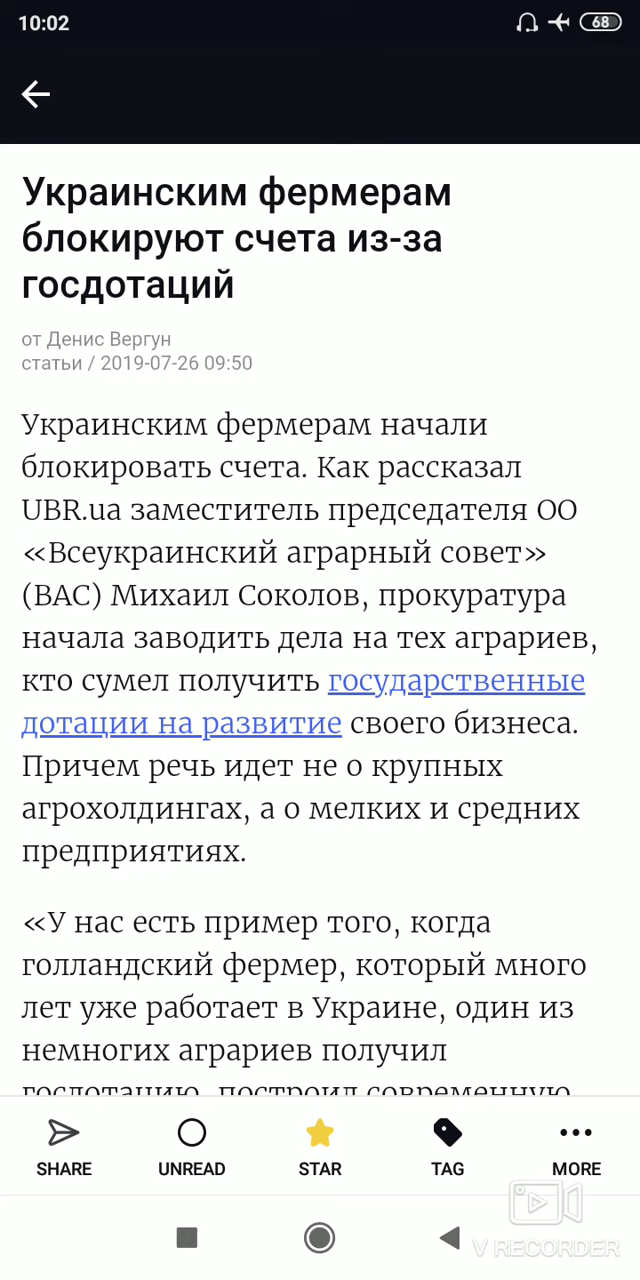 10:02
68
Украинским фермерам
блокируют счета из-за
госдотаций
от Денис Вергун
статьи / 2019-07-26 09:50
Украинским фермерам начали
блокировать счета. Как рассказал
UBR.ua заместитель председателя ОО
«Всеукраинский аграрный совет»
(ВАС) Михаил Соколов, прокуратура
начала заводить дела на тех аграриев,
кто сумел получить государственные
дотации на развитие своего бизнеса.
Причем речь идет не о крупных
агрохолдингах, а о мелких и средних
предприятиях.
«У нас есть пример того, когда
голландский фермер, который много
лет уже работает в Украине, один из
немногих аграриев получил
госдотацию, построил современную
SHARE
UNREAD
STAR
TAG
MORE
V RECORDER